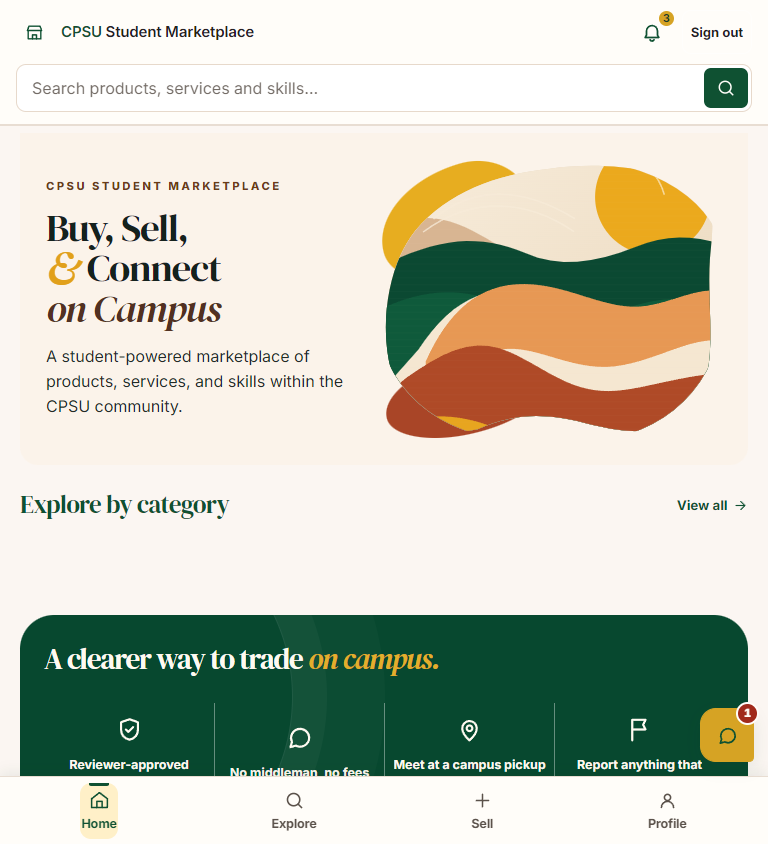 CPSU Student Marketplace
3
Sign out
Search products, services and skills...
CPSU STUDENT MARKETPLACE
Buy, Sell,
& Connect
on Campus
A student-powered marketplace of
products, services, and skills within the
CPSU community.
Explore by category
View all →
A clearer way to trade on campus.
1
Reviewer-approved
No middleman, no fees
Meet at a campus pickup
Report anything that
Home
Explore
Sell
Profile